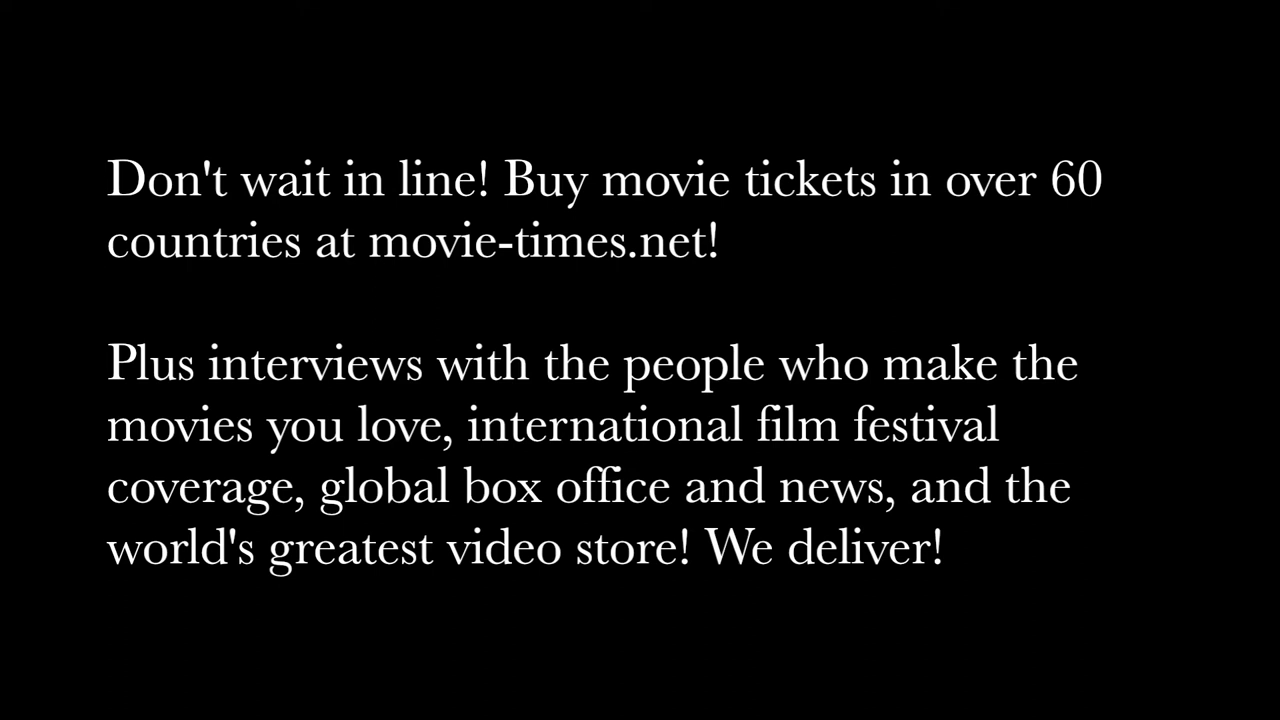 Don't wait in line! Buy movie tickets in over 60
countries at movie-times.net!
Plus interviews with the people who make the
movies you love, international film festival
coverage, global box office and news, and the
world's greatest video store! We deliver!